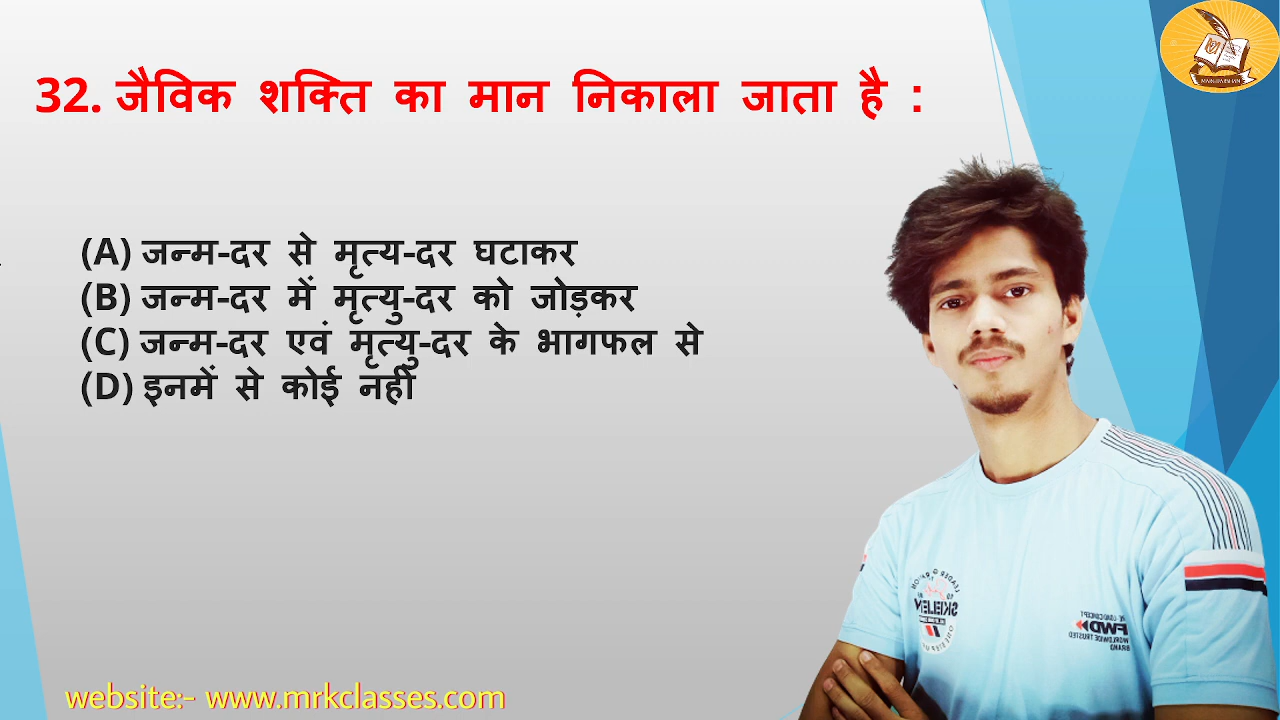 32. जैविक शक्ति का मान निकाला जाता है :
(A) जन्म-दर से मृत्य-दर घटाकर
(B) जन्म-दर में मृत्यु-दर को जोड़कर
(C) जन्म-दर एवं मृत्यु-दर के भागफल से
(D) इनमें से कोई नहीं
website:- www.mrkclasses.com